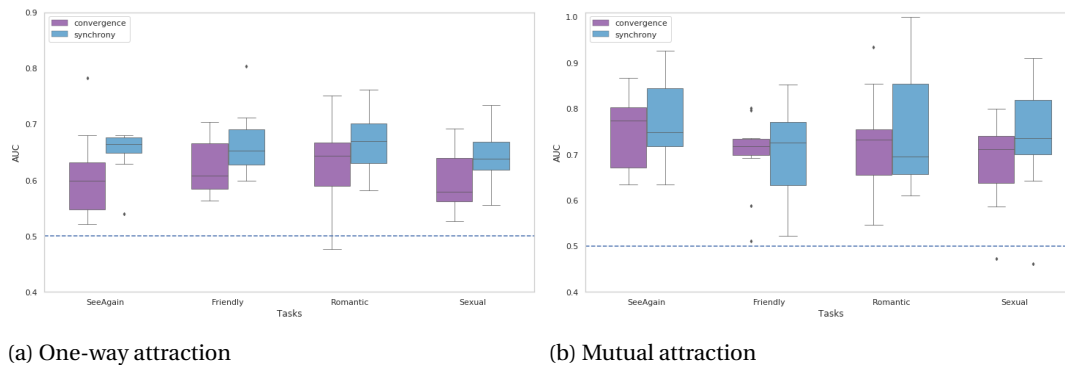 0.9
0.8
0.7
0.6
0.5
0.4
AUC
convergence
synchrony
SeeAgain Friendly Romantic Sexual
Tasks
(a) One-way attraction
1.0
0.9
0.8
0.7
0.6
0.5
0.4
AUC
convergence
synchrony
SeeAgain Friendly Romantic Sexual
Tasks
(b) Mutual attraction